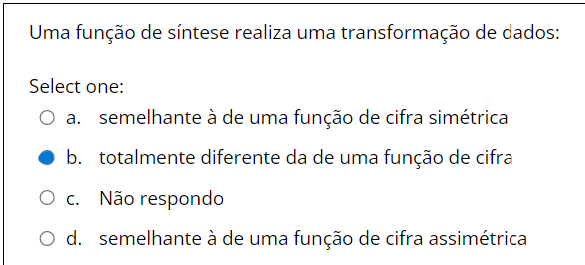 Uma função de síntese realiza uma transformação de dados:
Select one:
a. semelhante à de uma função de cifra simétrica
b. totalmente diferente da de uma função de cifra
c. Não respondo
d. semelhante à de uma função de cifra assimétrica